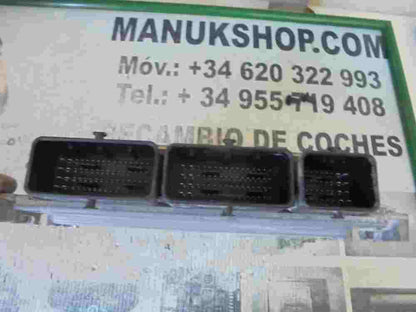 MANUKSHOP.COM
Móv.: +34 620 322 993
Tel.: + 34 955 719 408
RECAMBIO DE COCHES